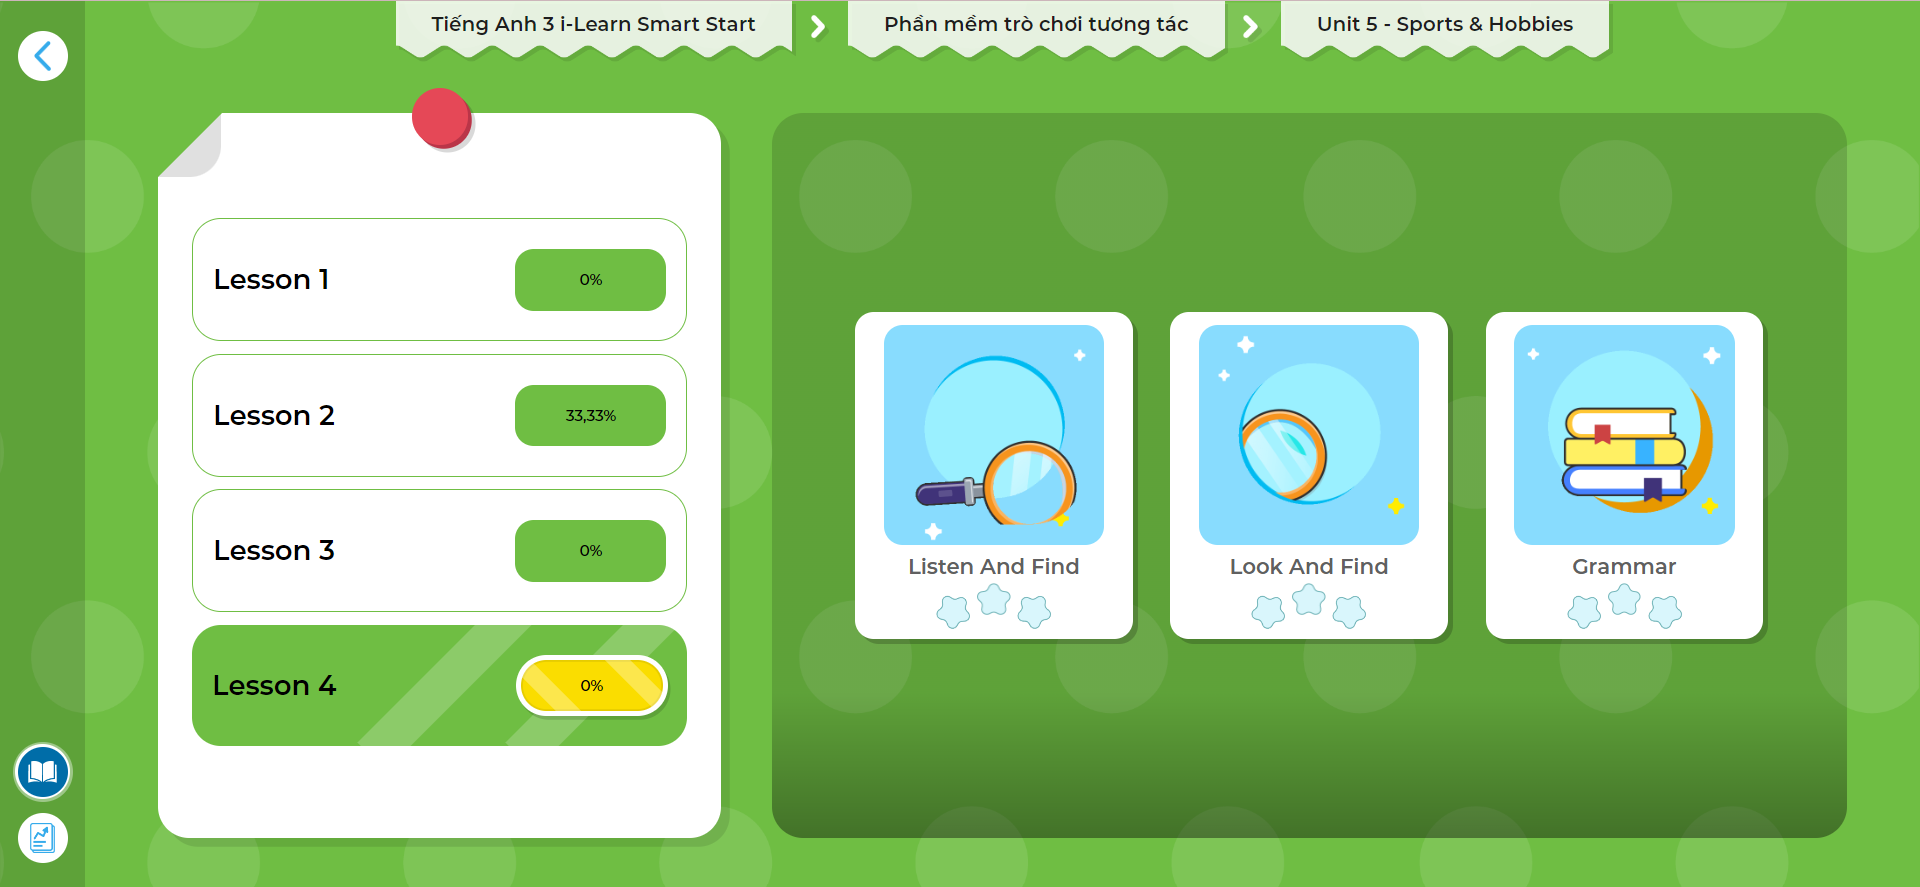 Tiếng Anh 3 i-Learn Smart Start
Phần mềm trò chơi tương tác
Unit 5 - Sports & Hobbies
Lesson 1
0%
Lesson 2
33,33%
Lesson 3
0%
Lesson 4
0%
Listen And Find
Look And Find
Grammar